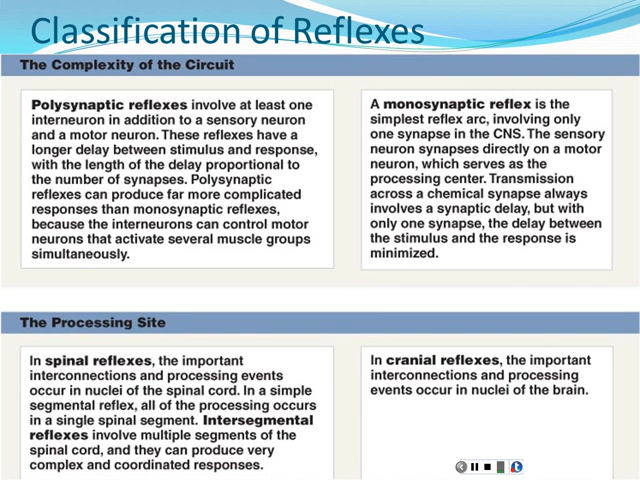 Classification of Reflexes
The Complexity of the Circuit
Polysynaptic reflexes involve at least one
interneuron in addition to a sensory neuron
and a motor neuron. These reflexes have a
longer delay between stimulus and response,
with the length of the delay proportional to
the number of synapses. Polysynaptic
reflexes can produce far more complicated
responses than monosynaptic reflexes,
because the interneurons can control motor
neurons that activate several muscle groups
simultaneously.
A monosynaptic reflex is the
simplest reflex arc, involving only
one synapse in the CNS. The sensory
neuron synapses directly on a motor
neuron, which serves as the
processing center. Transmission
across a chemical synapse always
involves a synaptic delay, but with
only one synapse, the delay between
the stimulus and the response is
minimized.
The Processing Site
In spinal reflexes, the important
interconnections and processing events
occur in nuclei of the spinal cord. In a simple
segmental reflex, all of the processing occurs
in a single spinal segment. Intersegmental
reflexes involve multiple segments of the
spinal cord, and they can produce very
complex and coordinated responses.
In cranial reflexes, the important
interconnections and processing
events occur in nuclei of the brain.